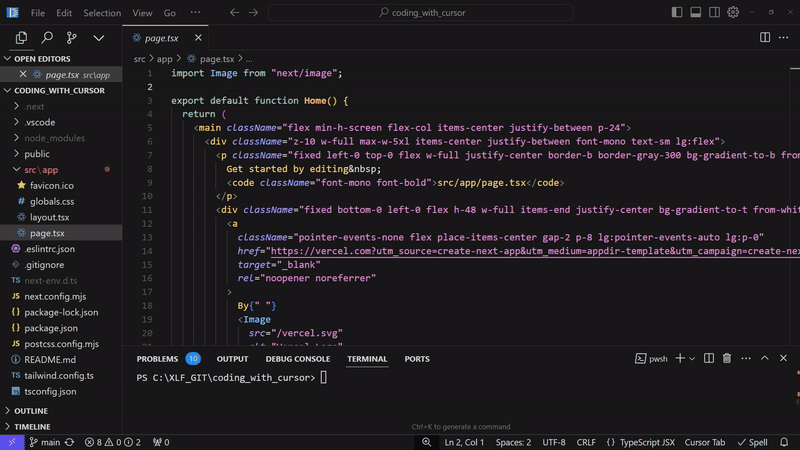 File Edit Selection View Go ··· coding_with_cursor
OPEN EDITORS
page.tsx src\app
CODING_WITH_CURSOR
.next
.vscode
node_modules
public
src\app
favicon.ico
globals.css
layout.tsx
page.tsx
.eslintrc.json
.gitignore
next-env.d.ts
next.config.mjs
package-lock.json
package.json
postcss.config.mjs
README.md
tailwind.config.ts
tsconfig.json
OUTLINE
TIMELINE
page.tsx
src > app > page.tsx > ...
1 import Image from "next/image";
2
3 export default function Home() {
4 return (
5 <main className="flex min-h-screen flex-col items-center justify-between p-24">
6 <div className="z-10 w-full max-w-5xl items-center justify-between font-mono text-sm lg:flex">
7 <p className="fixed left-0 top-0 flex w-full justify-center border-b border-gray-300 bg-gradient-to-b from
8 Get started by editing&nbsp;
9 <code className="font-mono font-bold">src/app/page.tsx</code>
10 </p>
11 <div className="fixed bottom-0 left-0 flex h-48 w-full items-end justify-center bg-gradient-to-t from-whit
12 <a
13 className="pointer-events-none flex place-items-center gap-2 p-8 lg:pointer-events-auto lg:p-0"
14 href="https://vercel.com?utm_source=create-next-app&utm_medium=appdir-template&utm_campaign=create-nex
15 target="_blank"
16 rel="noopener noreferrer"
17 >
18 By{" "}
19 <Image
20 src="/vercel.svg"
PROBLEMS 10 OUTPUT DEBUG CONSOLE TERMINAL PORTS pwsh
PS C:\XLF_GIT\coding_with_cursor>
Ctrl+K to generate a command
main 8 0 2 0 Ln 2, Col 1 Spaces: 2 UTF-8 CRLF {} TypeScript JSX Cursor Tab Spell